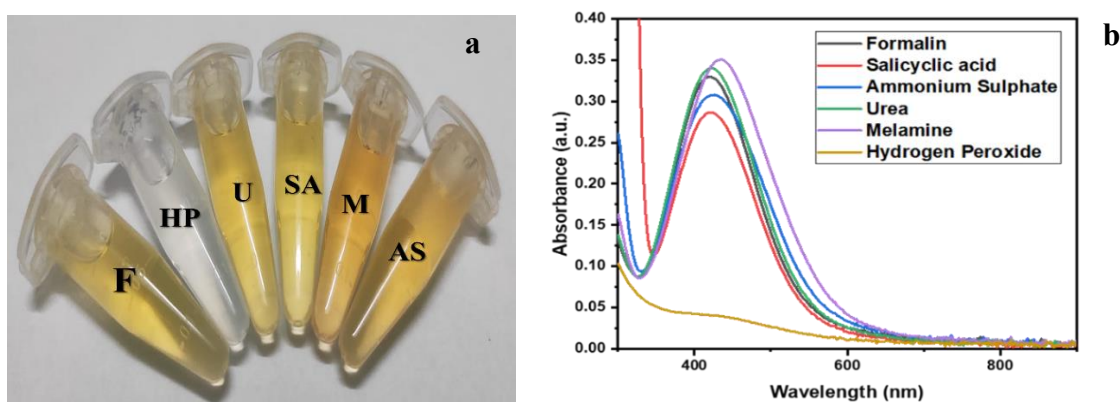 a
F
HP
U
SA
M
AS
b
Absorbance (a.u.)
0.40
0.35
0.30
0.25
0.20
0.15
0.10
0.05
0.00
Formalin
Salicyclic acid
Ammonium Sulphate
Urea
Melamine
Hydrogen Peroxide
400
600
800
Wavelength (nm)